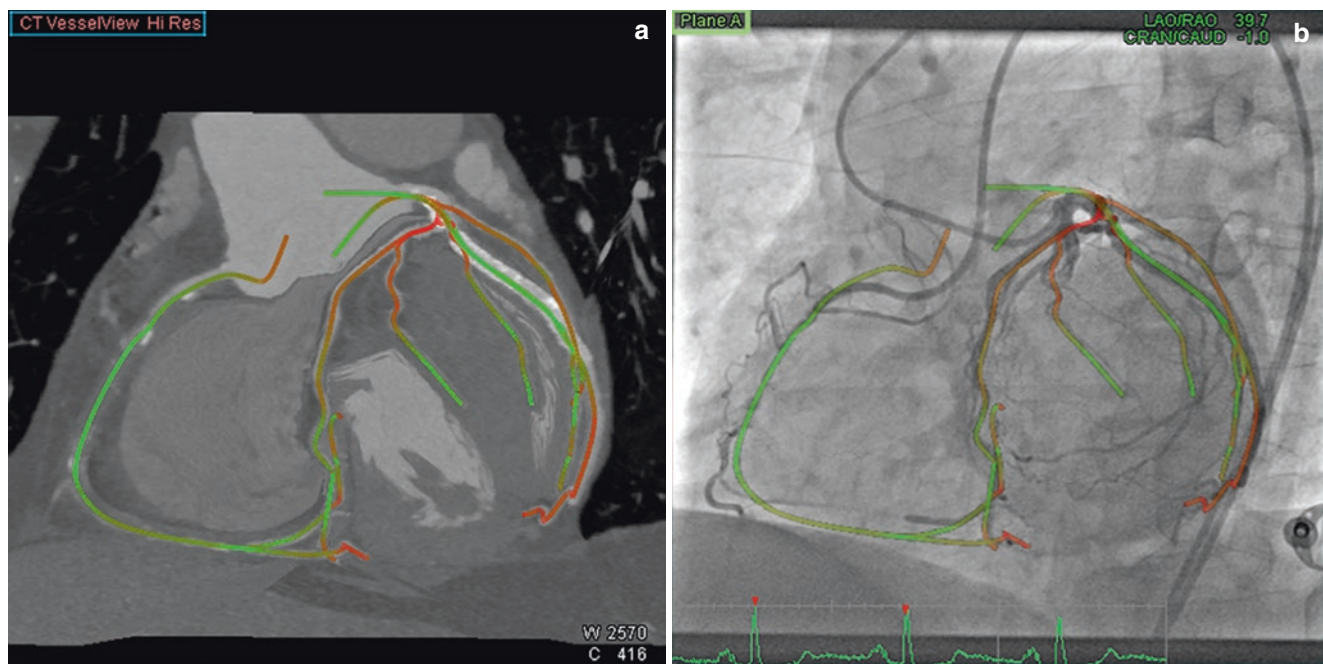 CT VesselView Hi Res
a
W 2570
C 416
Plane A
LAO/RAO 39.7
CRAN/CAUD -1.0
b